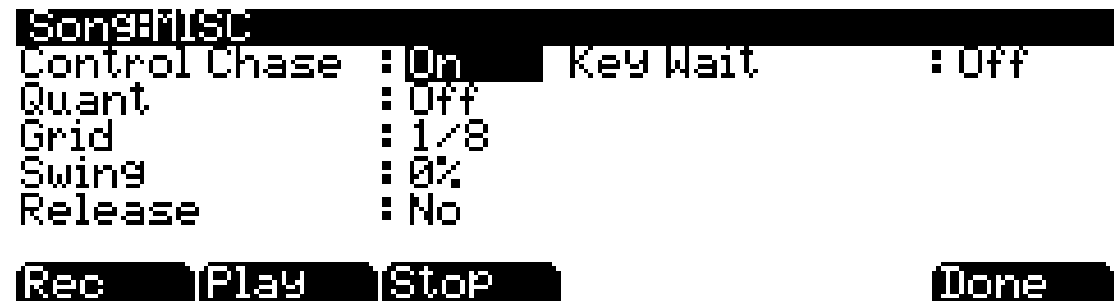 Song:MISC
Control Chase :On Key Wait :Off
Quant :Off
Grid :1/8
Swing :0%
Release :No
Rec Play Stop Done